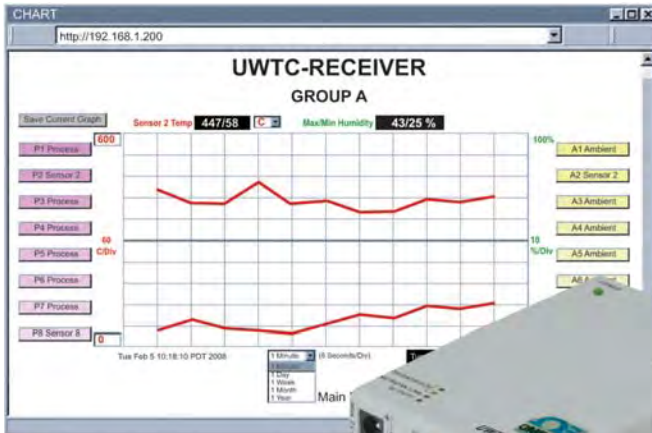 CHART
http://192.168.1.200
UWTC-RECEIVER
GROUP A
Save Current Graph
Sensor 2 Temp 447/58 C Max/Min Humidity 43/25 %
600
100%
P1 Process
P2 Sensor 2
P3 Process
P4 Process
P5 Process
P6 Process
P7 Process
P8 Sensor 8
60
C/Div
0
10
%/Div
A1 Ambient
A2 Sensor 2
A3 Ambient
A4 Ambient
A5 Ambient
Tue Feb 5 10:18:10 PDT 2008
1 Minute (6 Seconds/Div)
1 Minute
1 Day
1 Week
1 Month
1 Year
Main